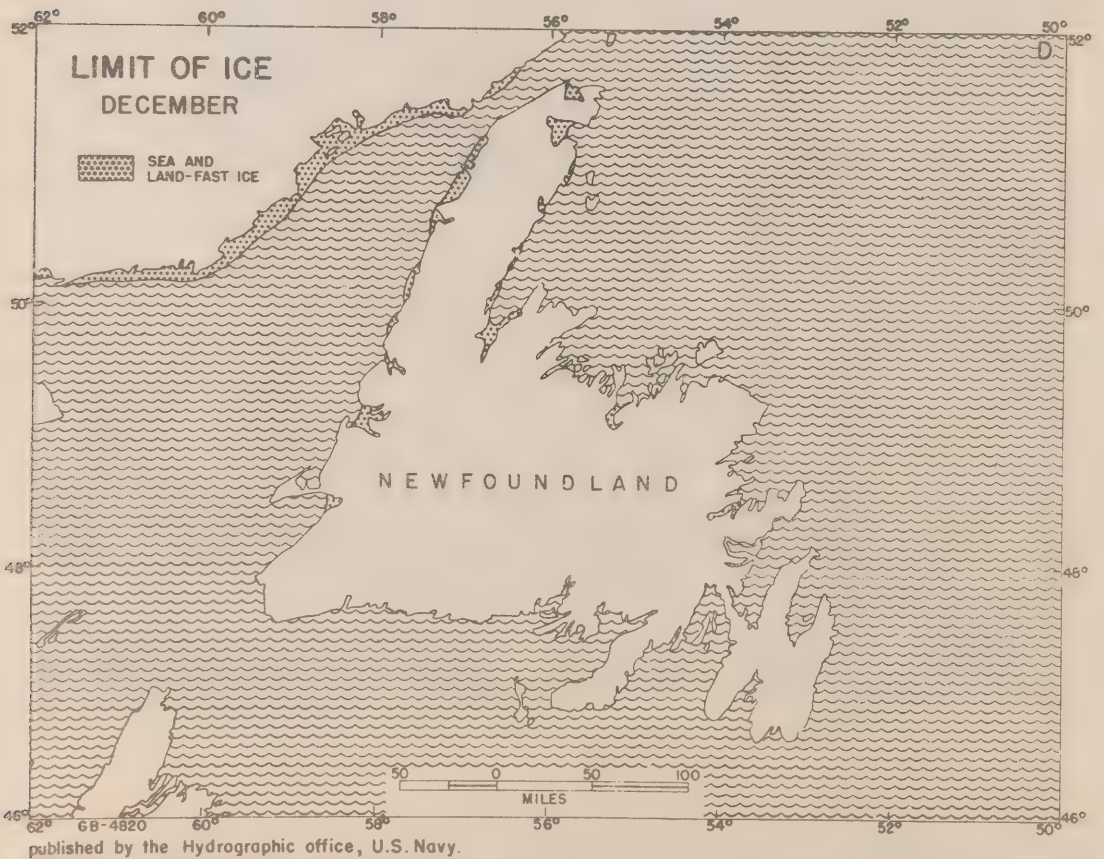 62° 60° 58° 56° 54° 52° 50°
52° 52°
D D
LIMIT OF ICE
DECEMBER
SEA AND
LAND-FAST ICE
50° 50°
NEWFOUNDLAND
48° 48°
50 0 50 100
MILES
46° 46°
62° 60° 58° 56° 54° 52° 50°
GB-4820
published by the Hydrographic office, U.S. Navy.